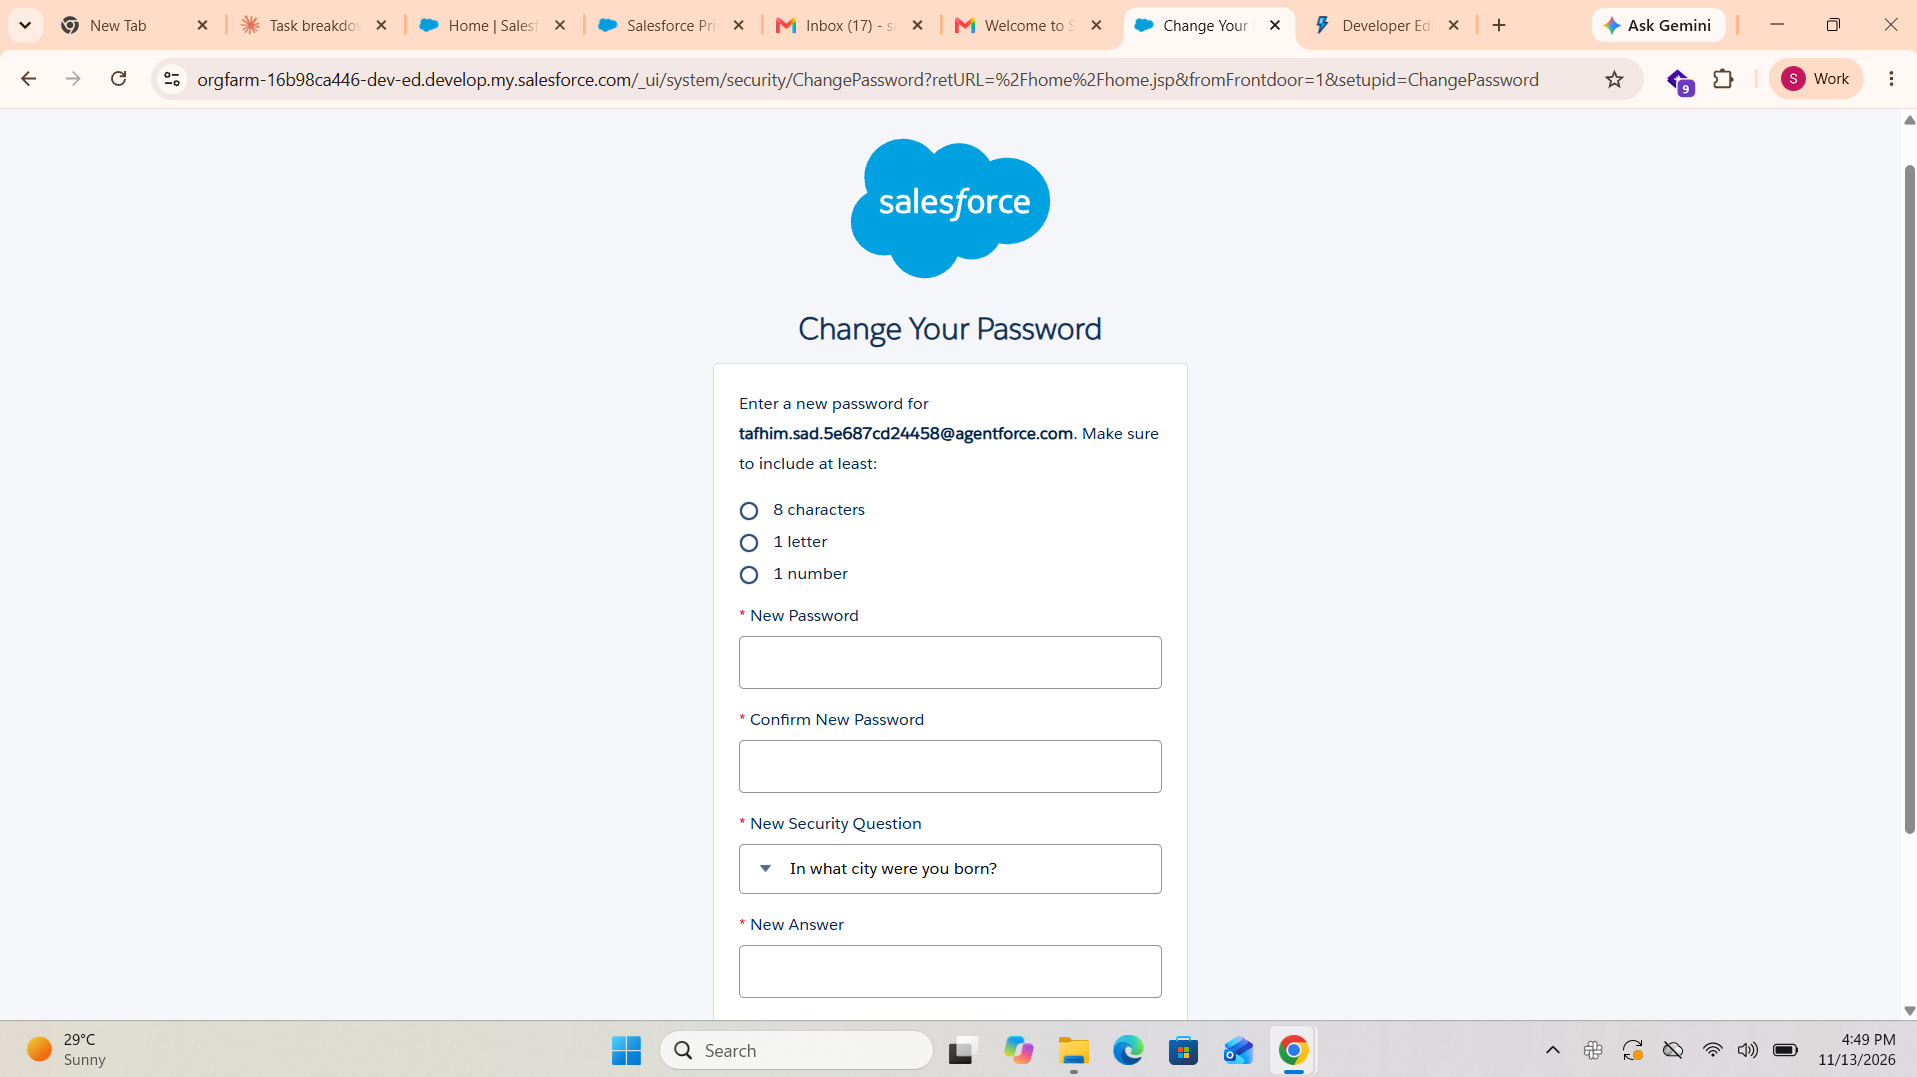 New Tab
Task breakdo
Home | Sales
Salesforce Pri
Inbox (17) - s
Welcome to S
Change Your
Developer Ed
Ask Gemini
orgfarm-16b98ca446-dev-ed.develop.my.salesforce.com/_ui/system/security/ChangePassword?retURL=%2Fhome%2Fhome.jsp&fromFrontdoor=1&setupid=ChangePassword
9
S
Work
salesforce
Change Your Password
Enter a new password for
tafhim.sad.5e687cd24458@agentforce.com. Make sure
to include at least:
8 characters
1 letter
1 number
* New Password
* Confirm New Password
* New Security Question
In what city were you born?
* New Answer
29°C
Sunny
Search
4:49 PM
11/13/2026